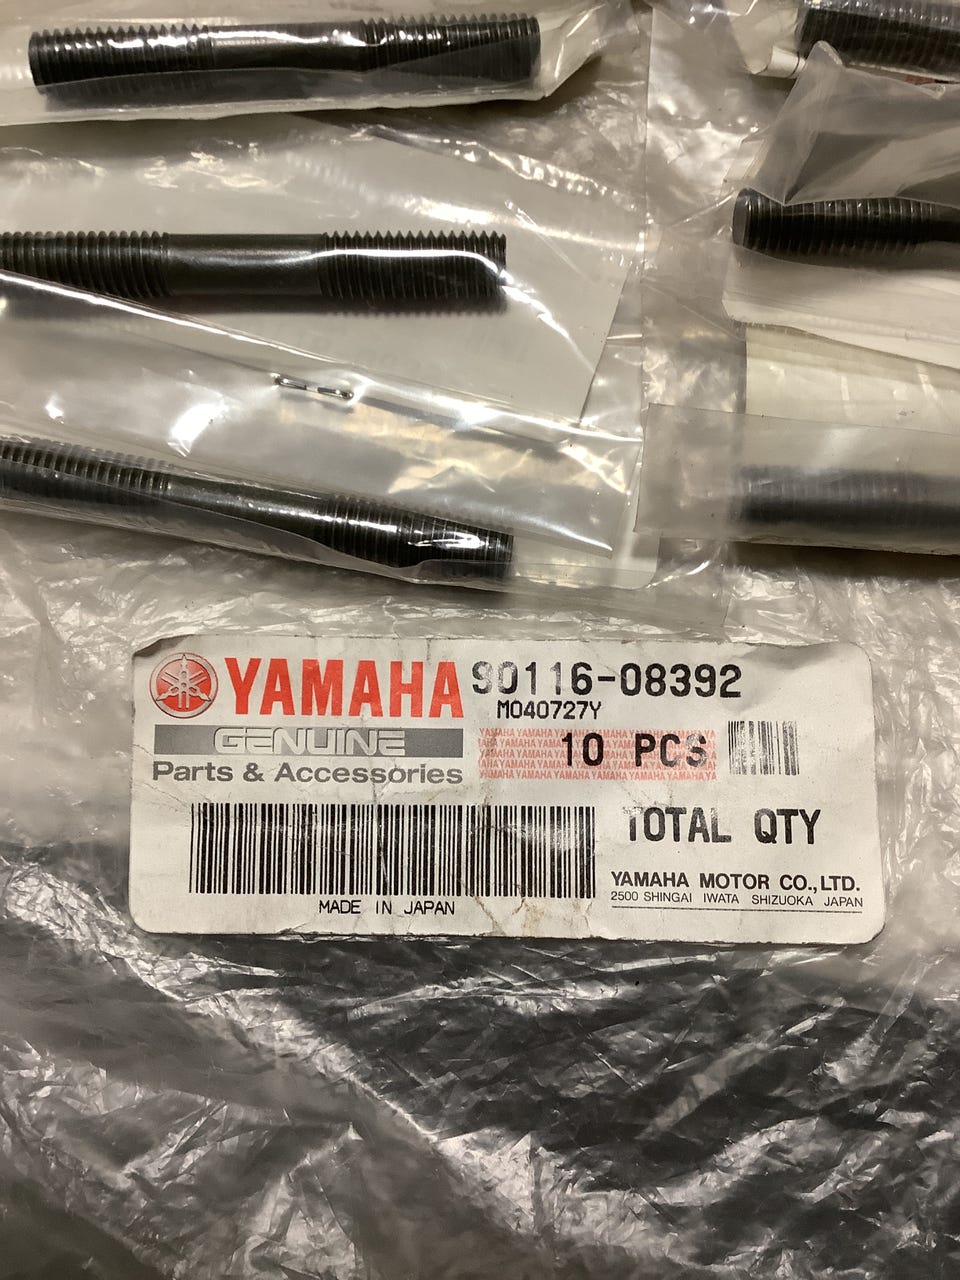 YAMAHA 90116-08392
M040727Y
GENUINE
10 PCS
Parts & Accessories
TOTAL QTY
YAMAHA MOTOR CO., LTD.
2500 SHINGAI IWATA SHIZUOKA JAPAN
MADE IN JAPAN